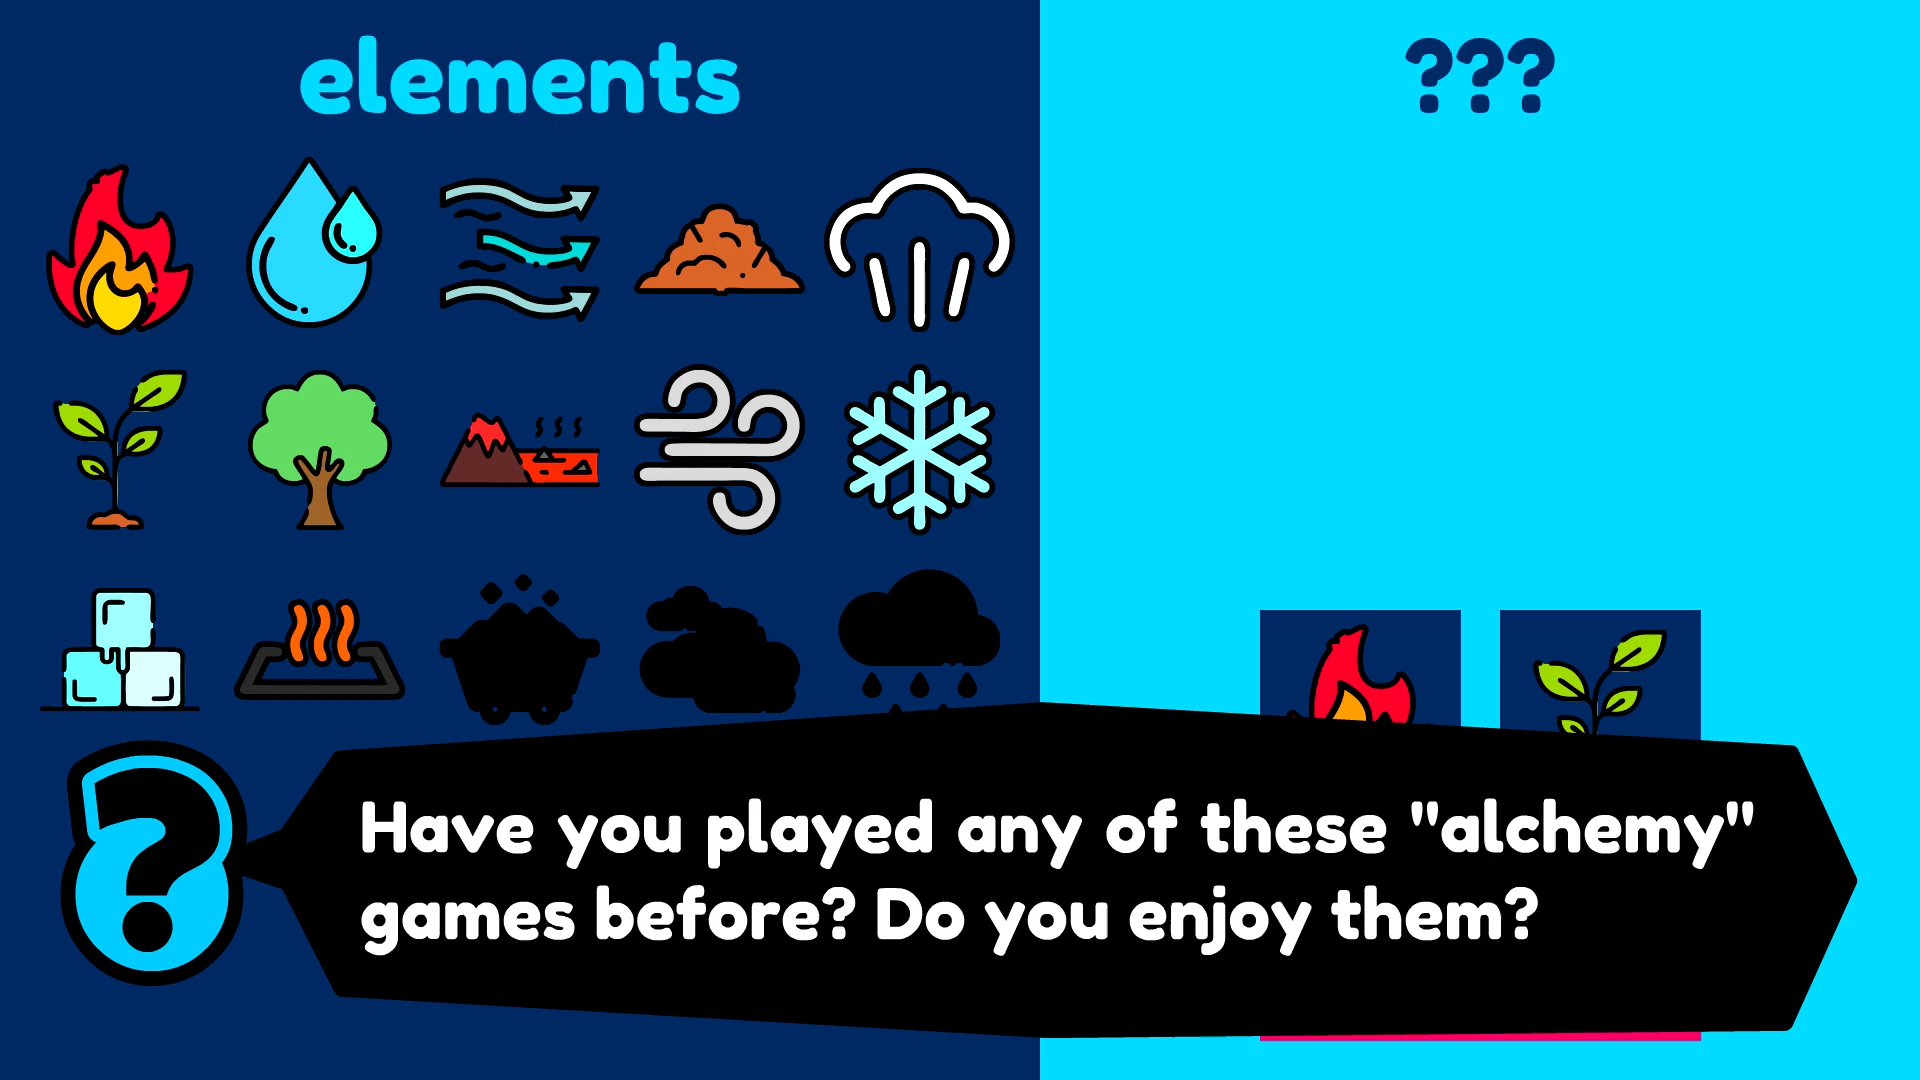 elements
???
Have you played any of these "alchemy"
games before? Do you enjoy them?